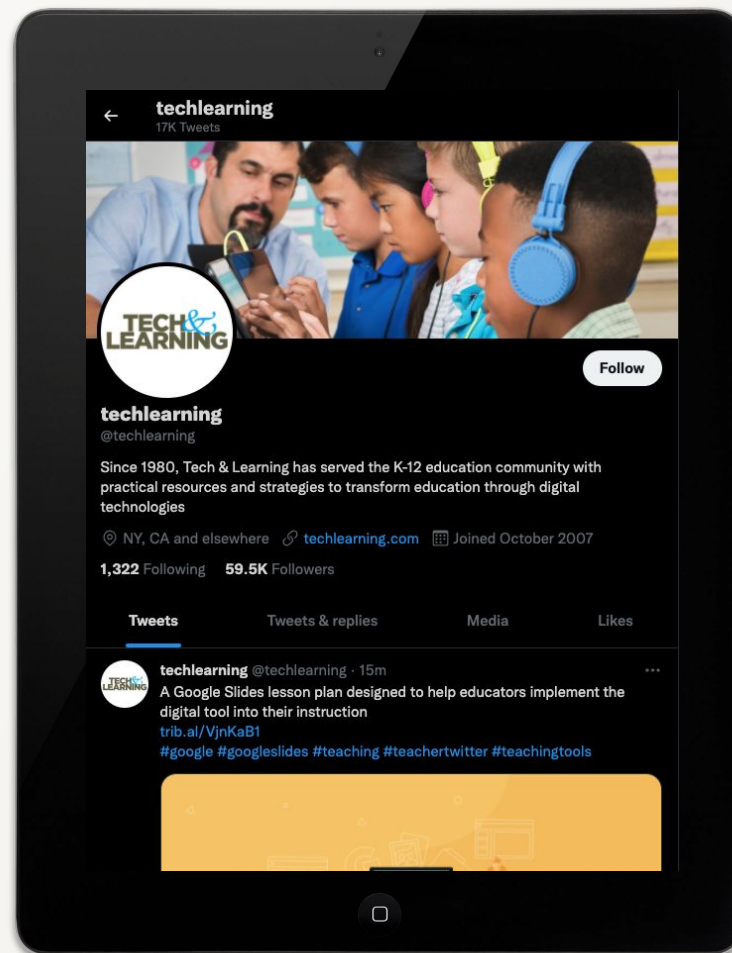 techlearning
17K Tweets
TECH&
LEARNING
Follow
techlearning
@techlearning
Since 1980, Tech & Learning has served the K-12 education community with
practical resources and strategies to transform education through digital
technologies
NY, CA and elsewhere techlearning.com Joined October 2007
1,322 Following 59.5K Followers
Tweets Tweets & replies Media Likes
TECH&
LEARNING
techlearning @techlearning · 15m
A Google Slides lesson plan designed to help educators implement the
digital tool into their instruction
trib.al/VjnKaB1
#google #googleslides #teaching #teachertwitter #teachingtools